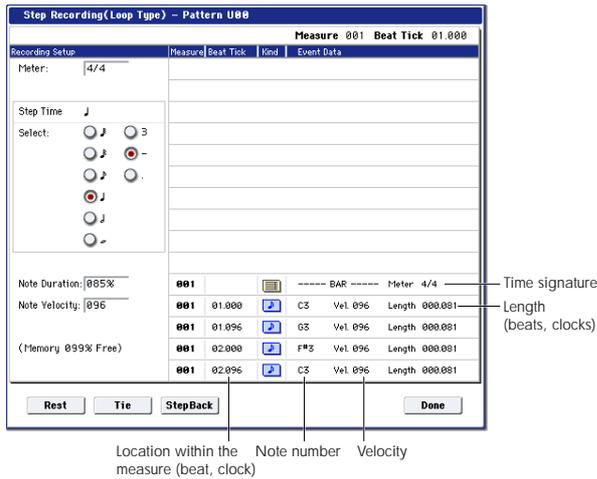 Step Recording(Loop Type) – Pattern U00
Measure 001 Beat Tick 01.000
Recording Setup Measure Beat Tick Kind Event Data
Meter: 4/4
Step Time
Select: 3
-
.
Note Duration: 085% 001 ----- BAR ----- Meter 4/4 Time signature
Note Velocity: 096 001 01.000 C3 Vel. 096 Length 000.081 Length
(beats, clocks)
001 01.096 G3 Vel. 096 Length 000.081
(Memory 099% Free) 001 02.000 F#3 Vel. 096 Length 000.081
001 02.096 C3 Vel. 096 Length 000.081
Rest Tie StepBack Done
Location within the Note number Velocity
measure (beat, clock)